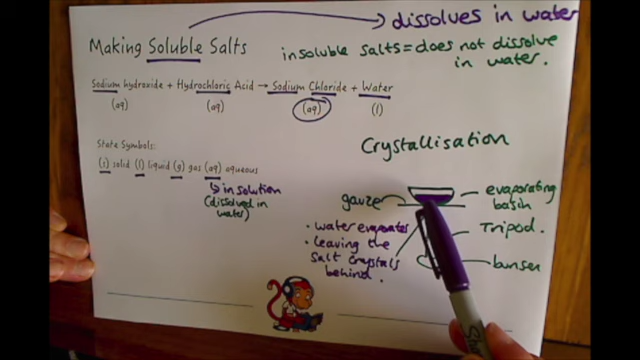 dissolves in water
Making Soluble Salts
insoluble salts = does not dissolve
in water.
Sodium hydroxide + Hydrochloric Acid → Sodium Chloride + Water
(aq) (aq) (aq) (l)
Crystallisation
State Symbols:
(s) solid (l) liquid (g) gas (aq) aqueous
↳ in solution
(dissolved in
water)
gauze
evaporating
basin
Tripod.
bunsen
• water evaporates
• leaving the
salt crystals
behind.